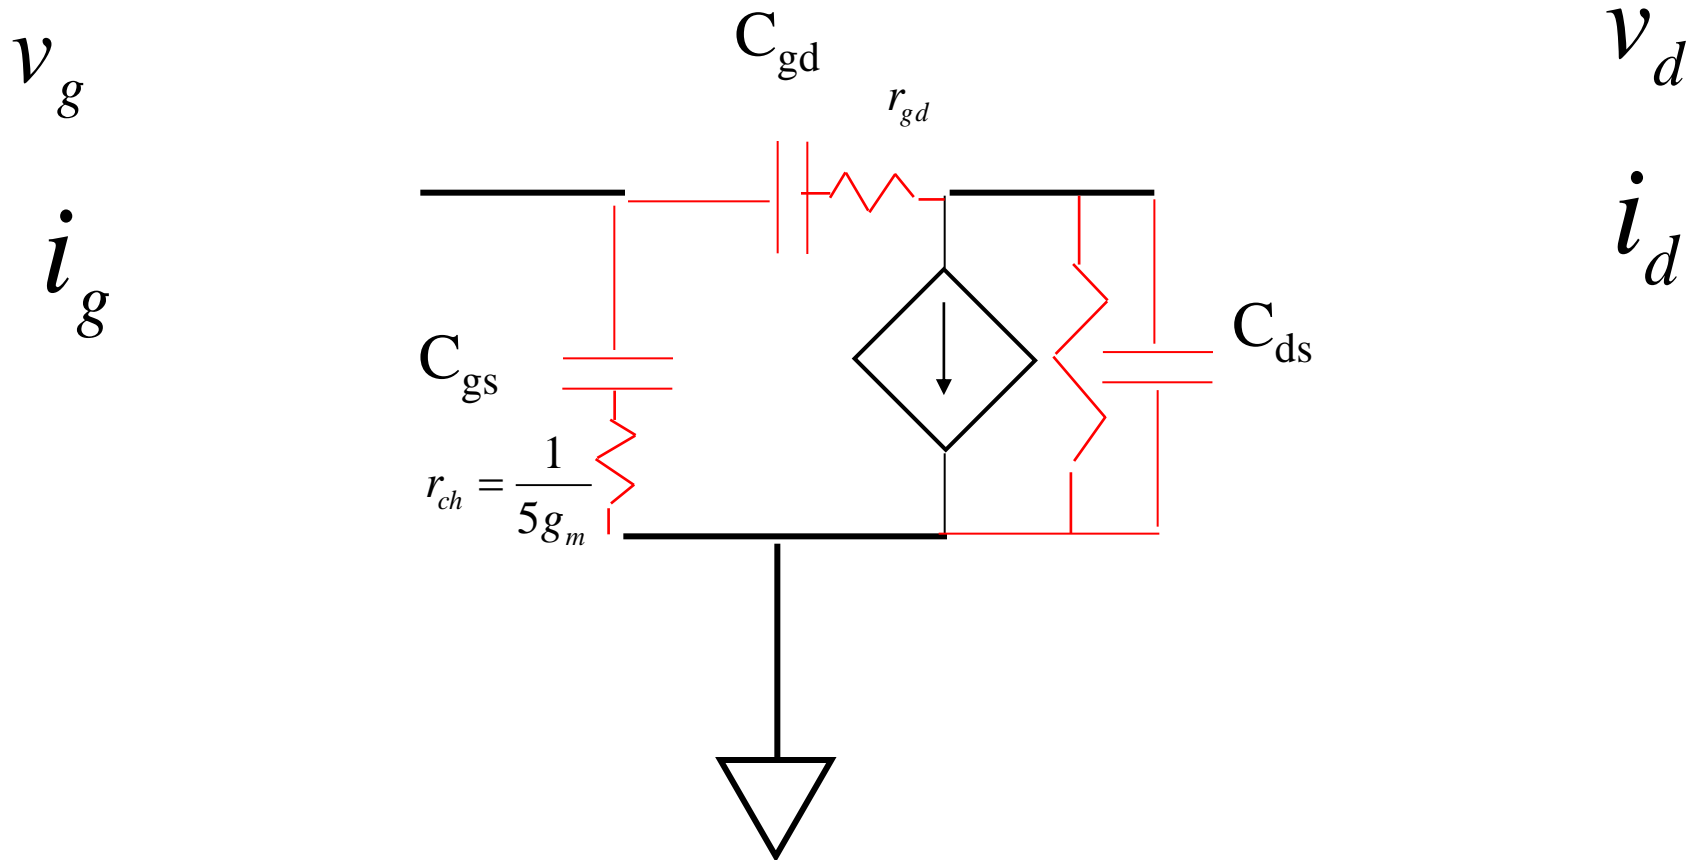 v_g
i_g
C_gd
r_gd
v_d
i_d
C_gs
r_ch = 1/(5g_m)
C_ds